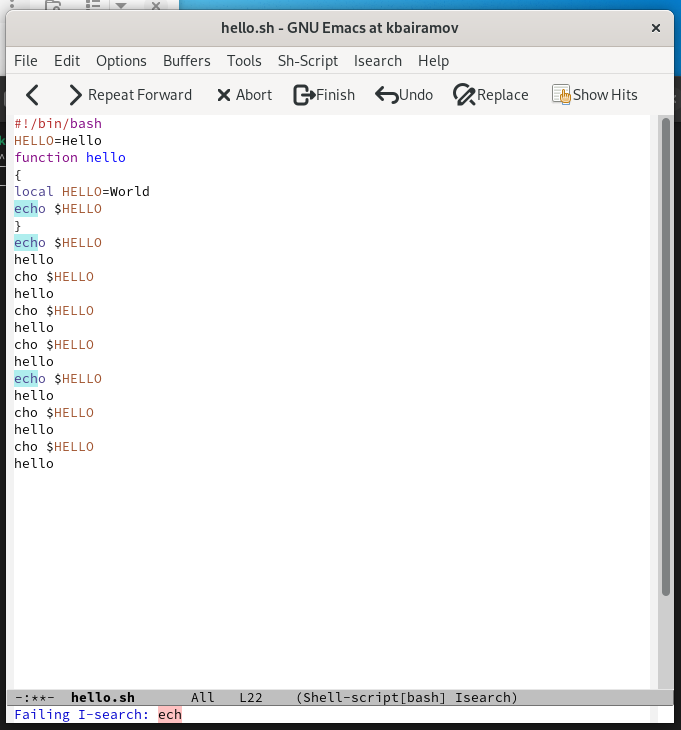 hello.sh - GNU Emacs at kbairamov
File Edit Options Buffers Tools Sh-Script Isearch Help
Repeat Forward Abort Finish Undo Replace Show Hits
#!/bin/bash
HELLO=Hello
function hello
{
local HELLO=World
echo $HELLO
}
echo $HELLO
hello
cho $HELLO
hello
cho $HELLO
hello
cho $HELLO
hello
echo $HELLO
hello
cho $HELLO
hello
cho $HELLO
hello
-:**- hello.sh All L22 (Shell-script[bash] Isearch)
Failing I-search: ech